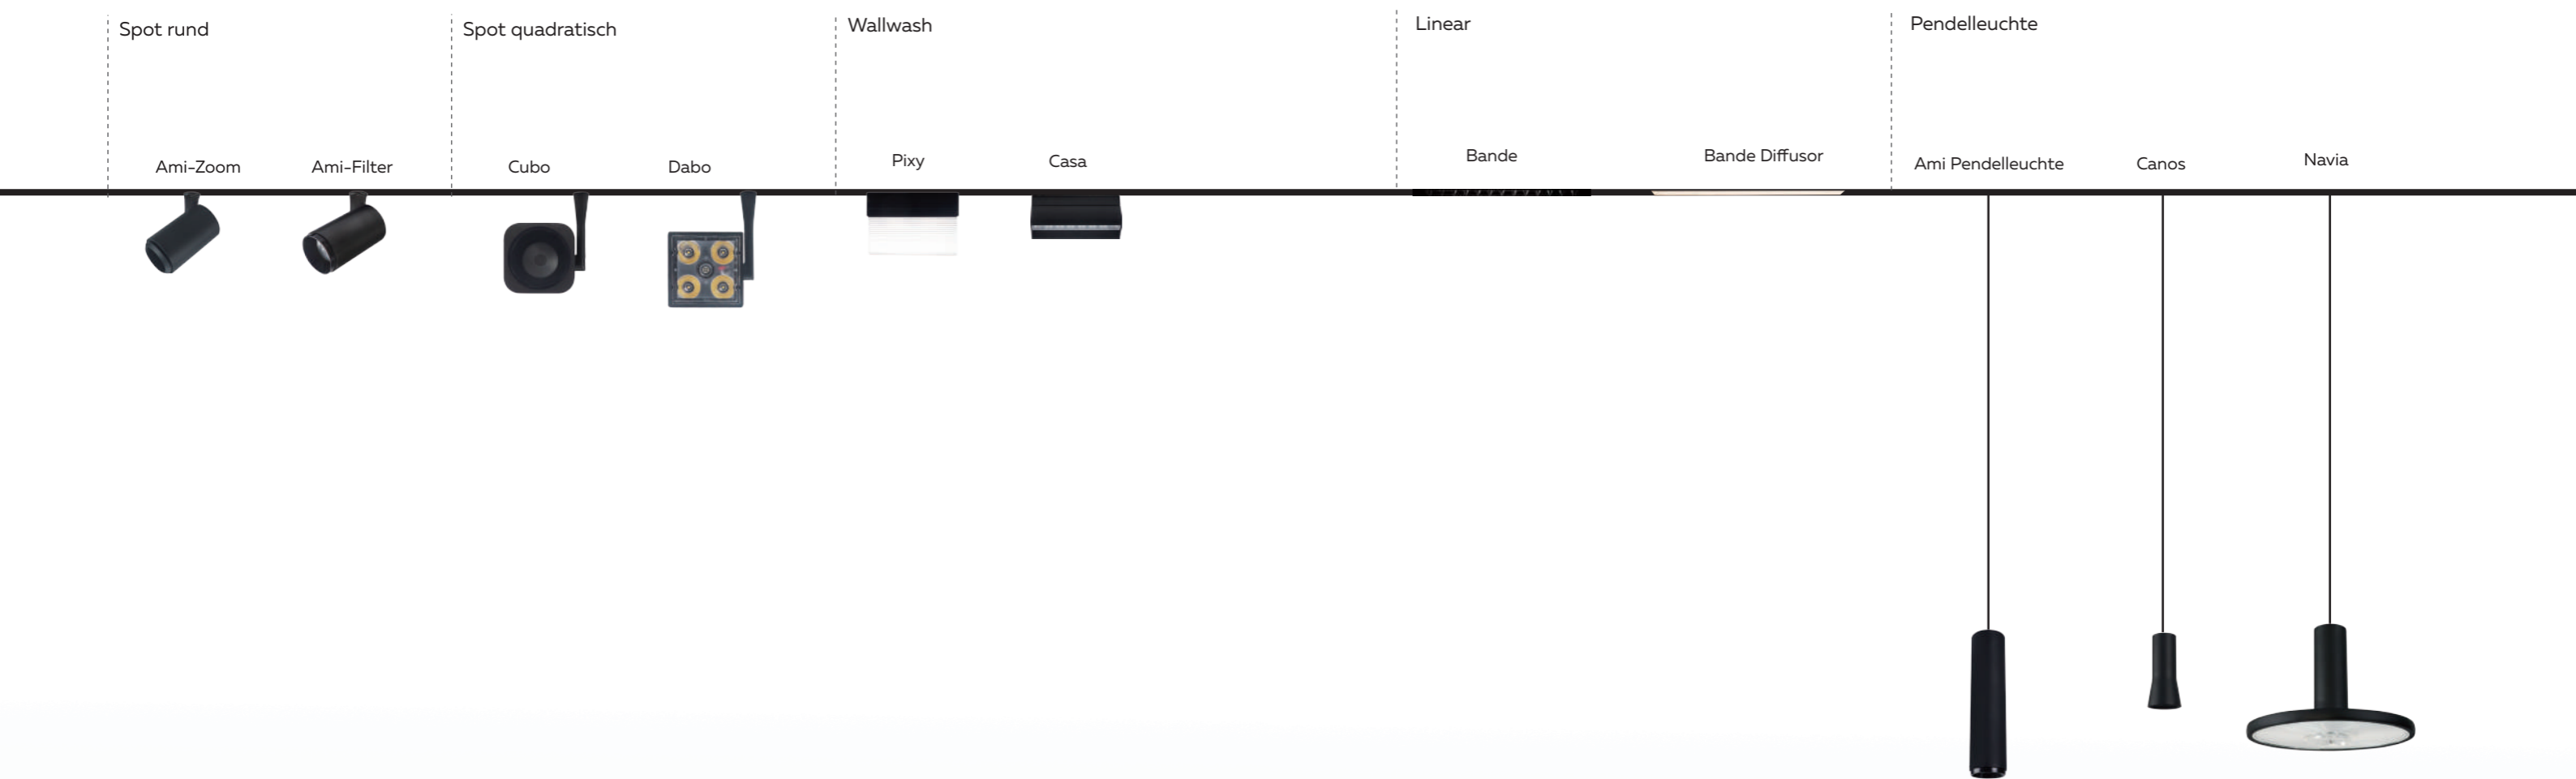 Spot rund
Spot quadratisch
Wallwash
Linear
Pendelleuchte
Ami-Zoom
Ami-Filter
Cubo
Dabo
Pixy
Casa
Bande
Bande Diffusor
Ami Pendelleuchte
Canos
Navia